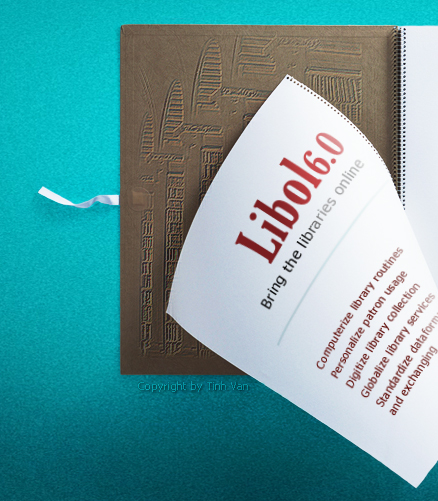 Libol6.0
Bring the libraries online
Computerize library routines
Personalize patron usage
Digitize library collection
Globalize library services
Standardize dataform
and exchanging
Copyright by Tinh Van